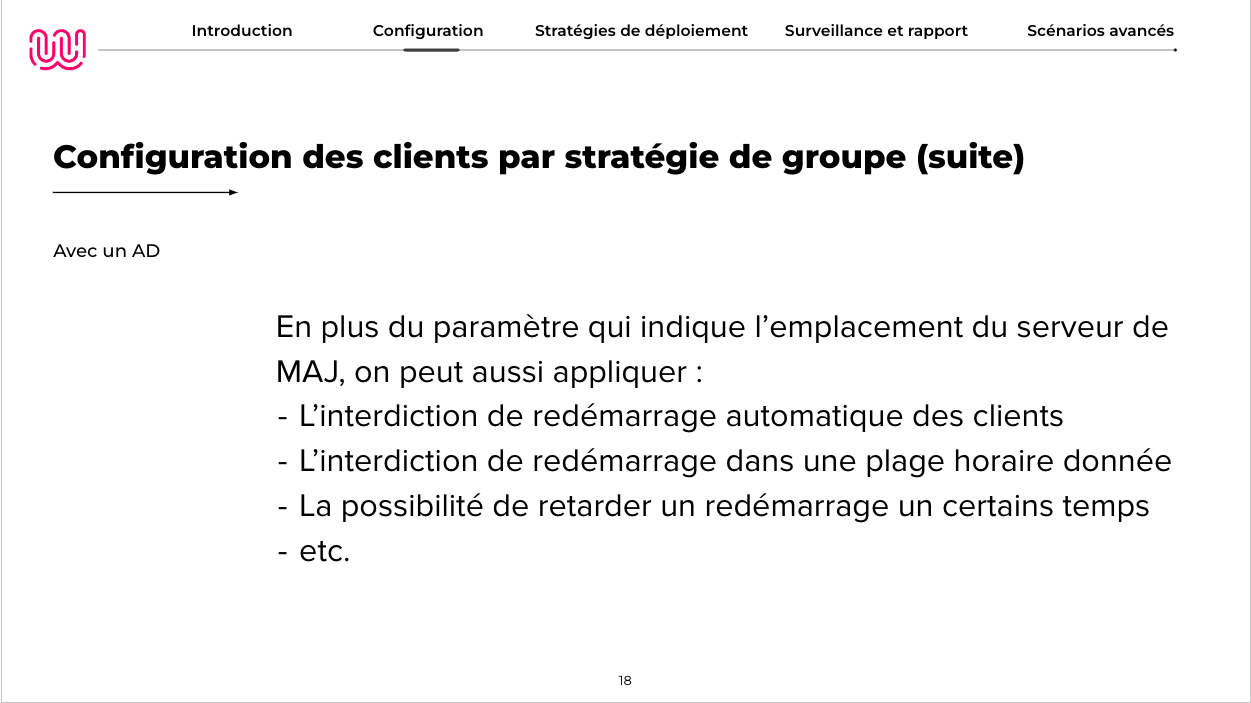 Introduction Configuration Stratégies de déploiement Surveillance et rapport Scénarios avancés
Configuration des clients par stratégie de groupe (suite)
Avec un AD
En plus du paramètre qui indique l’emplacement du serveur de
MAJ, on peut aussi appliquer :
- L’interdiction de redémarrage automatique des clients
- L’interdiction de redémarrage dans une plage horaire donnée
- La possibilité de retarder un redémarrage un certains temps
- etc.
18